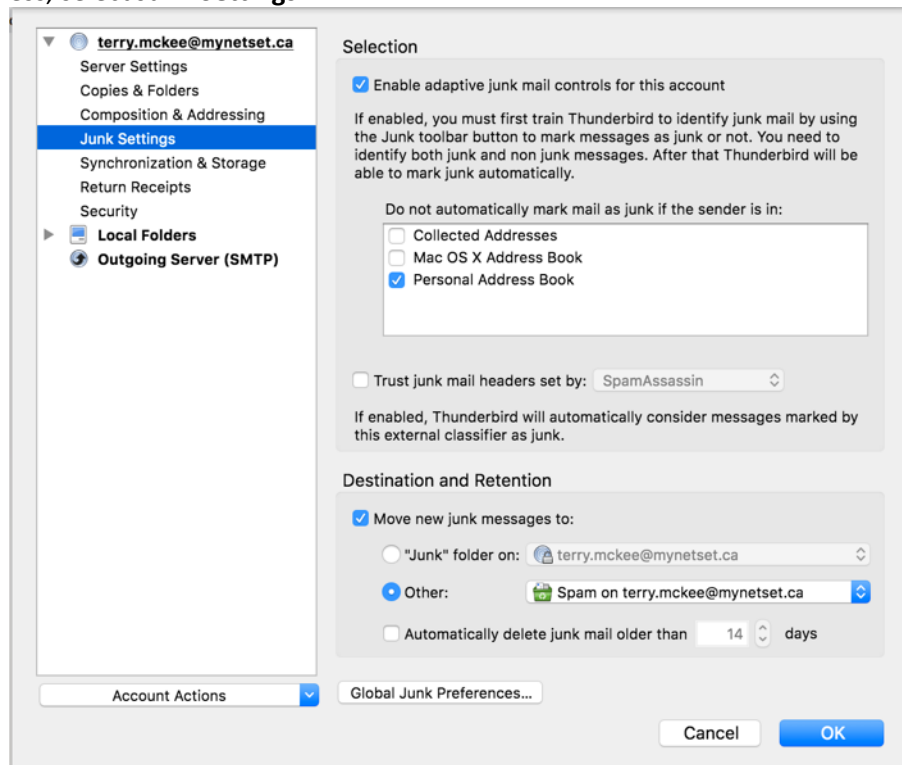 terry.mckee@mynetset.ca
Server Settings
Copies & Folders
Composition & Addressing
Junk Settings
Synchronization & Storage
Return Receipts
Security
Local Folders
Outgoing Server (SMTP)
Account Actions
Selection
Enable adaptive junk mail controls for this account
If enabled, you must first train Thunderbird to identify junk mail by using
the Junk toolbar button to mark messages as junk or not. You need to
identify both junk and non junk messages. After that Thunderbird will be
able to mark junk automatically.
Do not automatically mark mail as junk if the sender is in:
Collected Addresses
Mac OS X Address Book
Personal Address Book
Trust junk mail headers set by: SpamAssassin
If enabled, Thunderbird will automatically consider messages marked by
this external classifier as junk.
Destination and Retention
Move new junk messages to:
"Junk" folder on: terry.mckee@mynetset.ca
Other: Spam on terry.mckee@mynetset.ca
Automatically delete junk mail older than 14 days
Global Junk Preferences...
Cancel OK